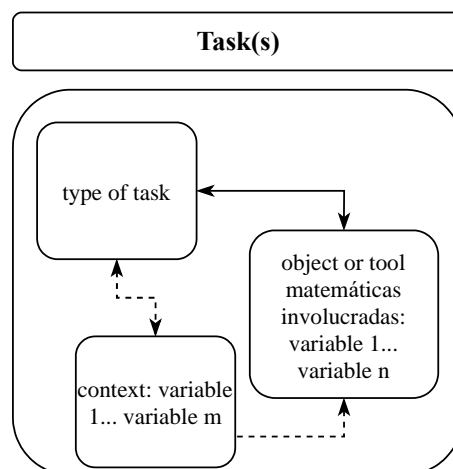 Task(s)
type of task
object or tool
matemáticas
involucradas:
variable 1...
variable n
context: variable
1... variable m